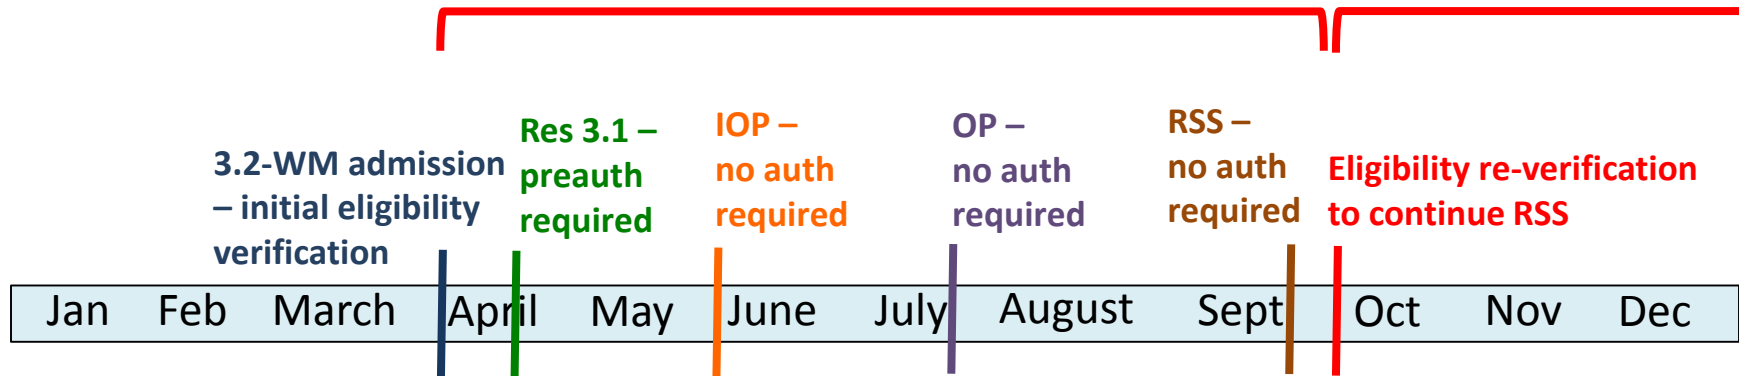 3.2-WM admission
– initial eligibility
verification
Res 3.1 –
preauth
required
IOP –
no auth
required
OP –
no auth
required
RSS –
no auth
required
Eligibility re-verification
to continue RSS
Jan Feb March April May June July August Sept Oct Nov Dec